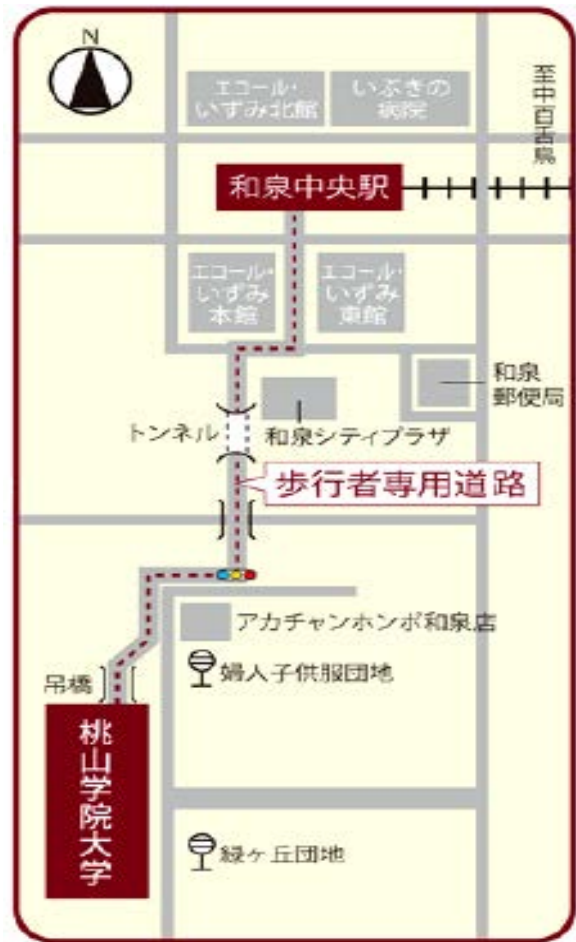 N
エコール・
いずみ北館
いぶきの
病院
至中百舌鳥
和泉中央駅
エコール・
いずみ
本館
エコール・
いずみ
東館
和泉
郵便局
トンネル
和泉シティプラザ
歩行者専用道路
アカチャンホンポ和泉店
婦人子供服団地
吊橋
桃山学院大学
緑ヶ丘団地